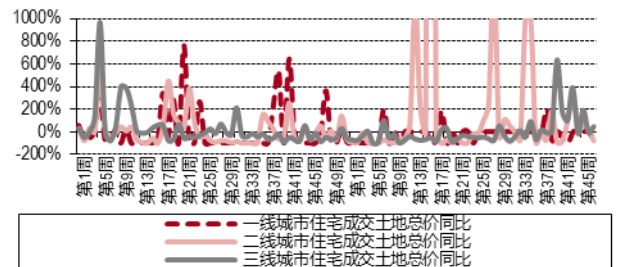 1000%
800%
600%
400%
200%
0%
-200%
第1周
第5周
第9周
第13周
第17周
第21周
第25周
第29周
第33周
第37周
第41周
第45周
第49周
第1周
第5周
第9周
第13周
第17周
第21周
第25周
第29周
第33周
第37周
第41周
第45周
一线城市住宅成交土地总价同比
二线城市住宅成交土地总价同比
三线城市住宅成交土地总价同比